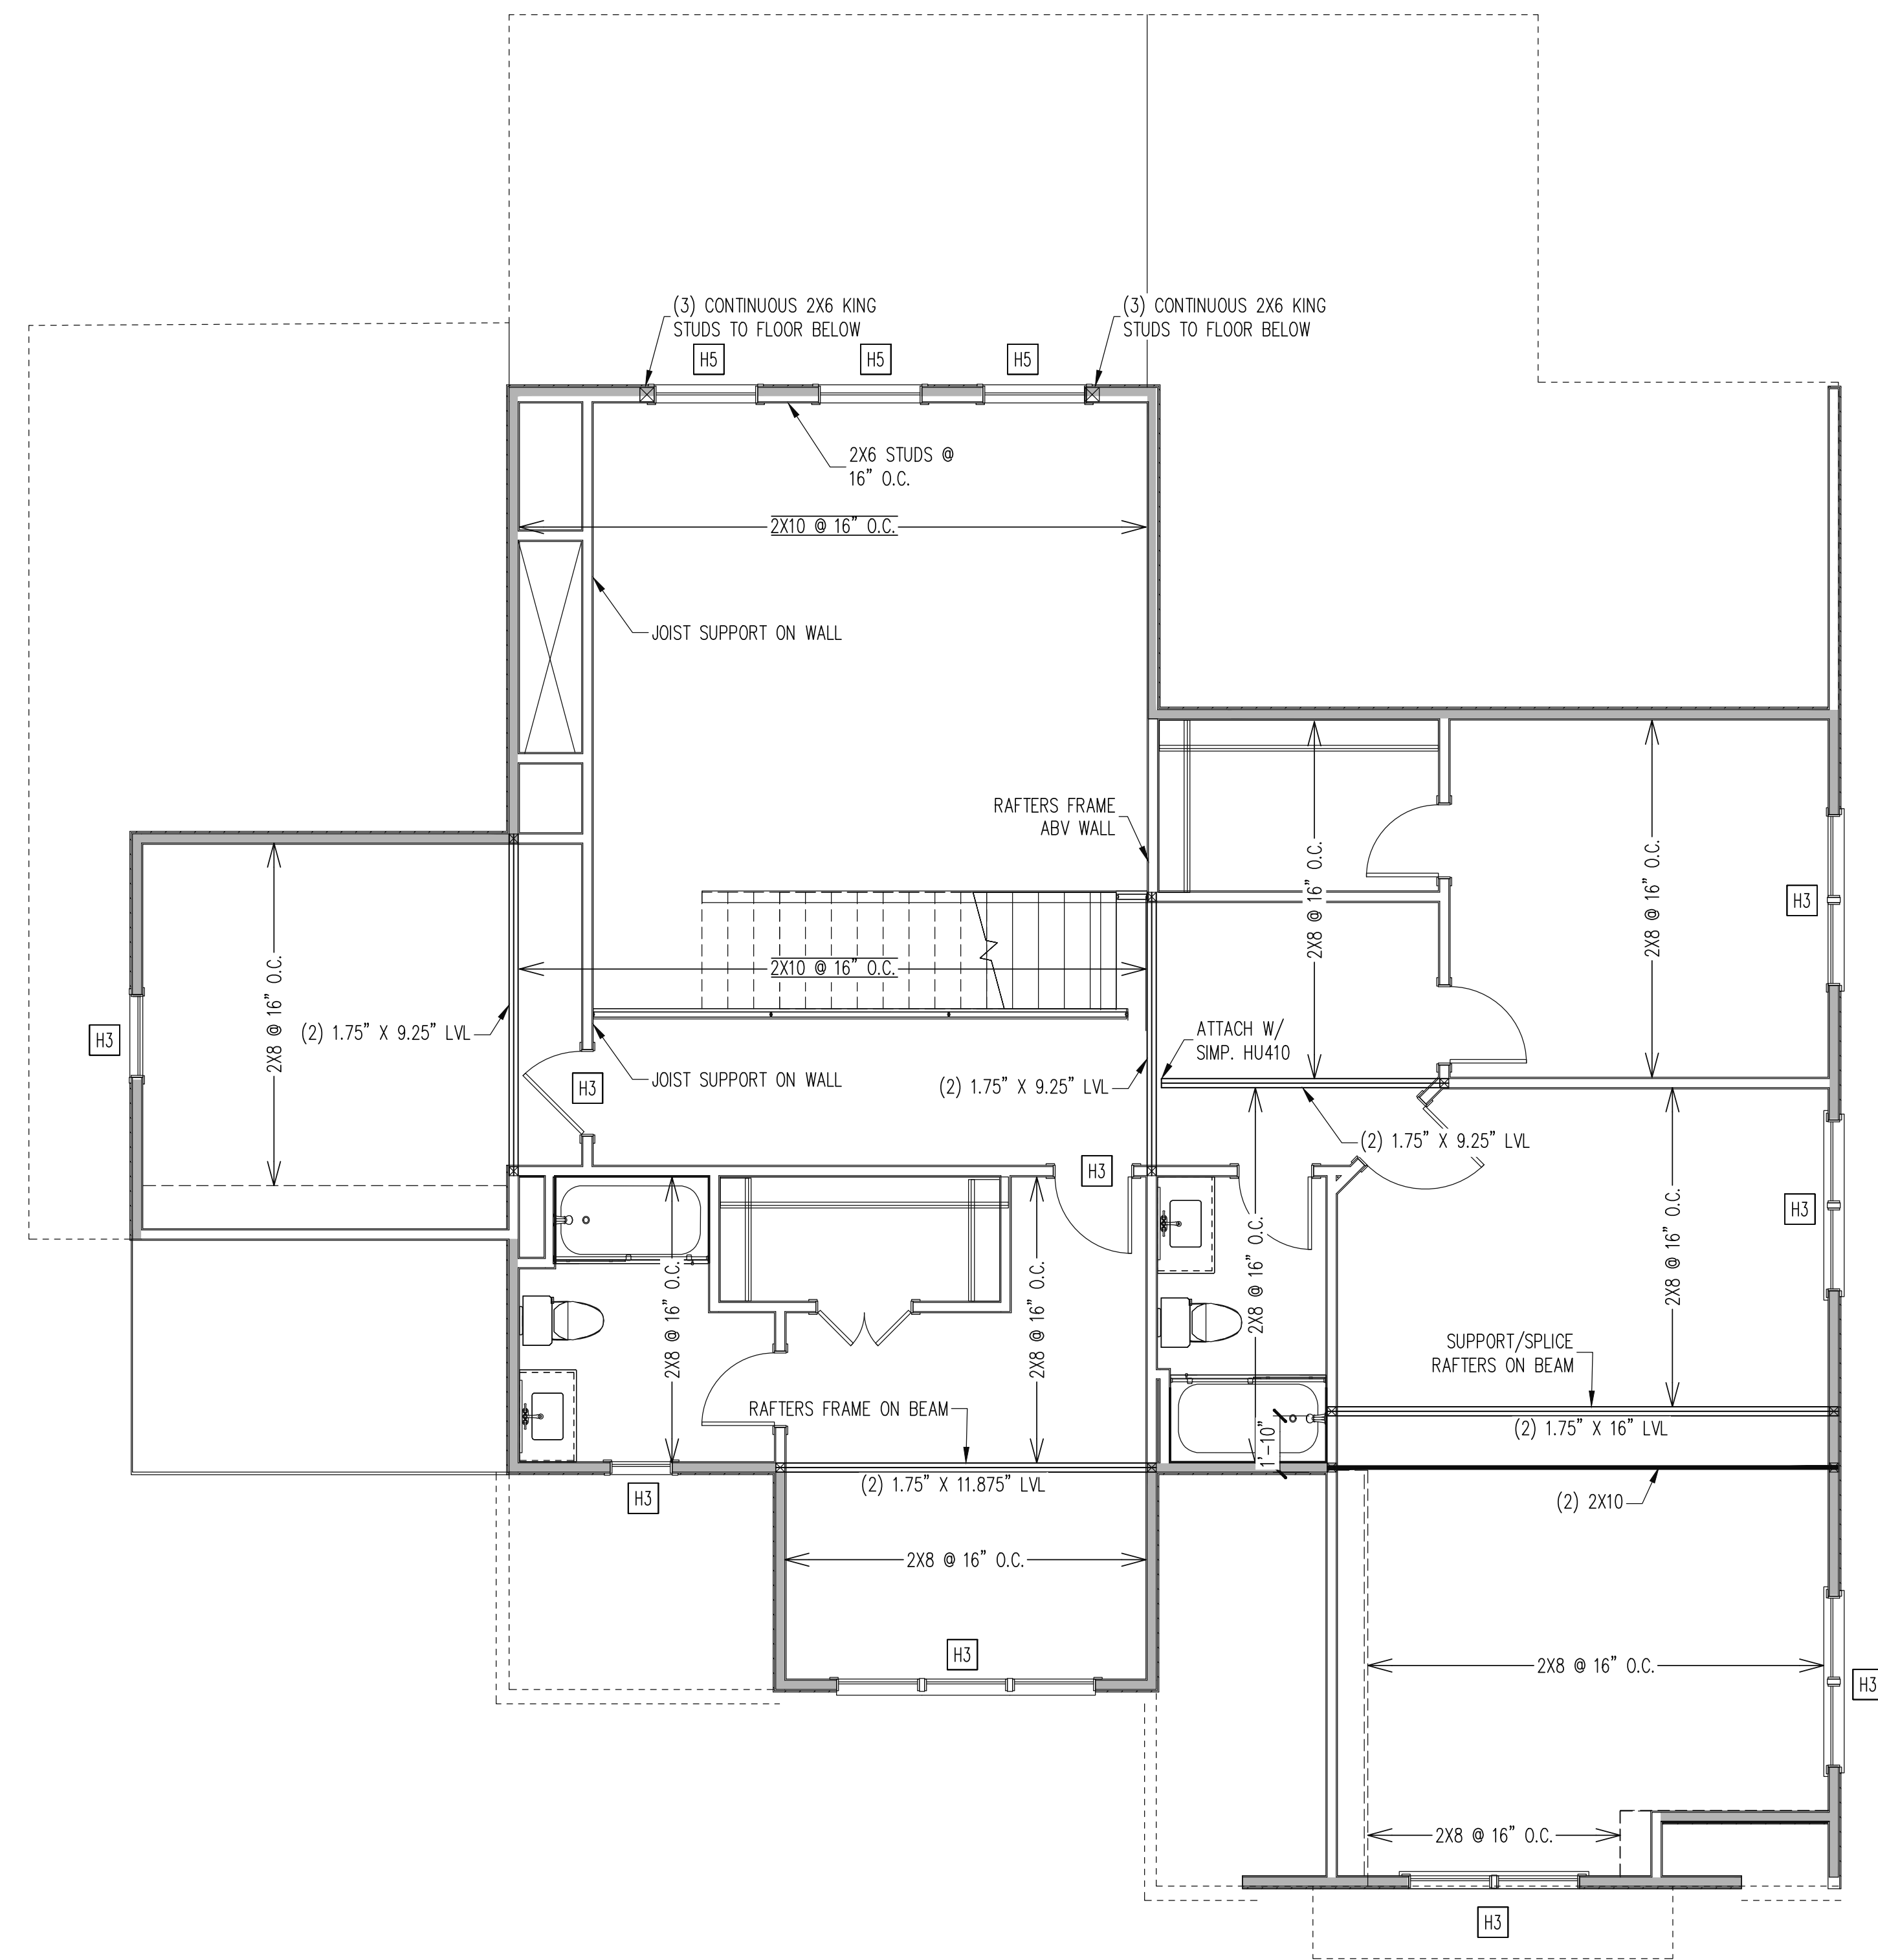 (3) CONTINUOUS 2X6 KING
STUDS TO FLOOR BELOW
(3) CONTINUOUS 2X6 KING
STUDS TO FLOOR BELOW
H5
H5
H5
2X6 STUDS @
16" O.C.
2X10 @ 16" O.C.
JOIST SUPPORT ON WALL
RAFTERS FRAME
ABV WALL
2X8 @ 16" O.C.
2X8 @ 16" O.C.
H3
2X10 @ 16" O.C.
2X8 @ 16" O.C.
(2) 1.75" X 9.25" LVL
H3
ATTACH W/
SIMP. HU410
JOIST SUPPORT ON WALL
H3
(2) 1.75" X 9.25" LVL
(2) 1.75" X 9.25" LVL
H3
H3
2X8 @ 16" O.C.
2X8 @ 16" O.C.
2X8 @ 16" O.C.
2X8 @ 16" O.C.
SUPPORT/SPLICE
RAFTERS ON BEAM
RAFTERS FRAME ON BEAM
(2) 1.75" X 16" LVL
1'-10"
(2) 1.75" X 11.875" LVL
H3
(2) 2X10
2X8 @ 16" O.C.
H3
2X8 @ 16" O.C.
H3
2X8 @ 16" O.C.
H3